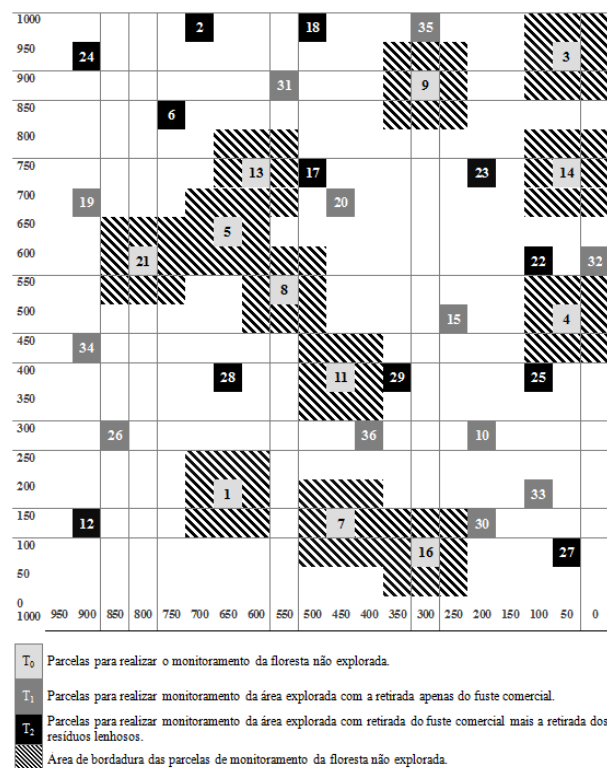 1000 2 18 35
950 24 3
900 31 9
850 6
800
750 13 17 23 14
700 19 20
650 5
600 21 22 32
550 8
500 15 4
450 34
400 28 11 29 25
350
300 26 36 10
250
200 1 33
150 12 7 30
100 16 27
50
0
1000 950 900 850 800 750 700 650 600 550 500 450 400 350 300 250 200 150 100 50 0
T0 Parcelas para realizar o monitoramento da floresta não explorada.
T1 Parcelas para realizar monitoramento da área explorada com a retirada apenas do fuste comercial.
T2 Parcelas para realizar monitoramento da área explorada com retirada do fuste comercial mais a retirada dos
resíduos lenhosos.
Área de bordadura das parcelas de monitoramento da floresta não explorada.